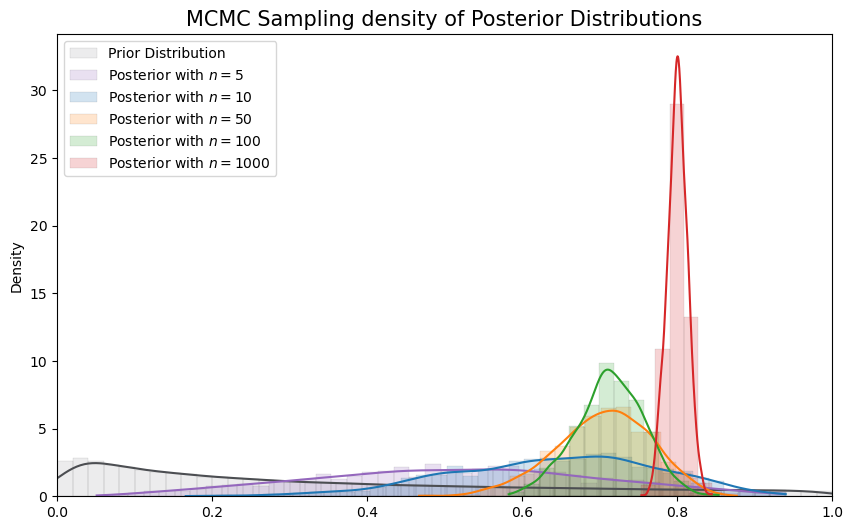 MCMC Sampling density of Posterior Distributions
Prior Distribution
Posterior with n = 5
Posterior with n = 10
Posterior with n = 50
Posterior with n = 100
Posterior with n = 1000
Density
30
25
20
15
10
5
0
0.0 0.2 0.4 0.6 0.8 1.0